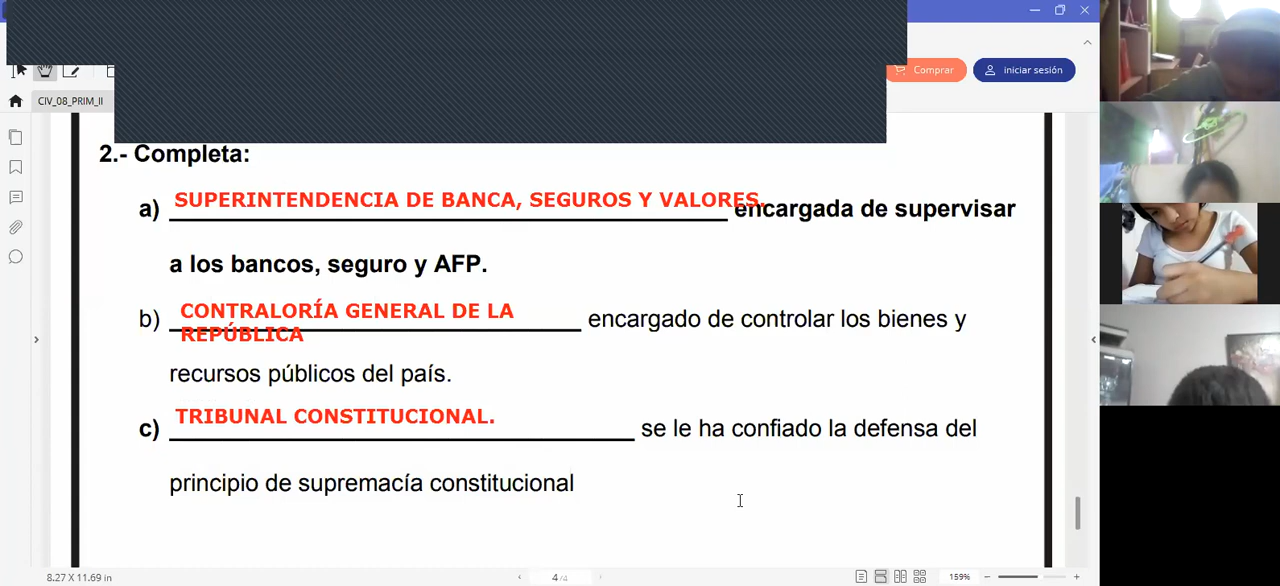 Comprar
iniciar sesión
CIV_08_PRIM_II
2.- Completa:
a) SUPERINTENDENCIA DE BANCA, SEGUROS Y VALORES. encargada de supervisar
a los bancos, seguro y AFP.
b) CONTRALORÍA GENERAL DE LA REPÚBLICA encargado de controlar los bienes y
recursos públicos del país.
c) TRIBUNAL CONSTITUCIONAL. se le ha confiado la defensa del
principio de supremacía constitucional
8.27 X 11.69 in
4 /4
159%